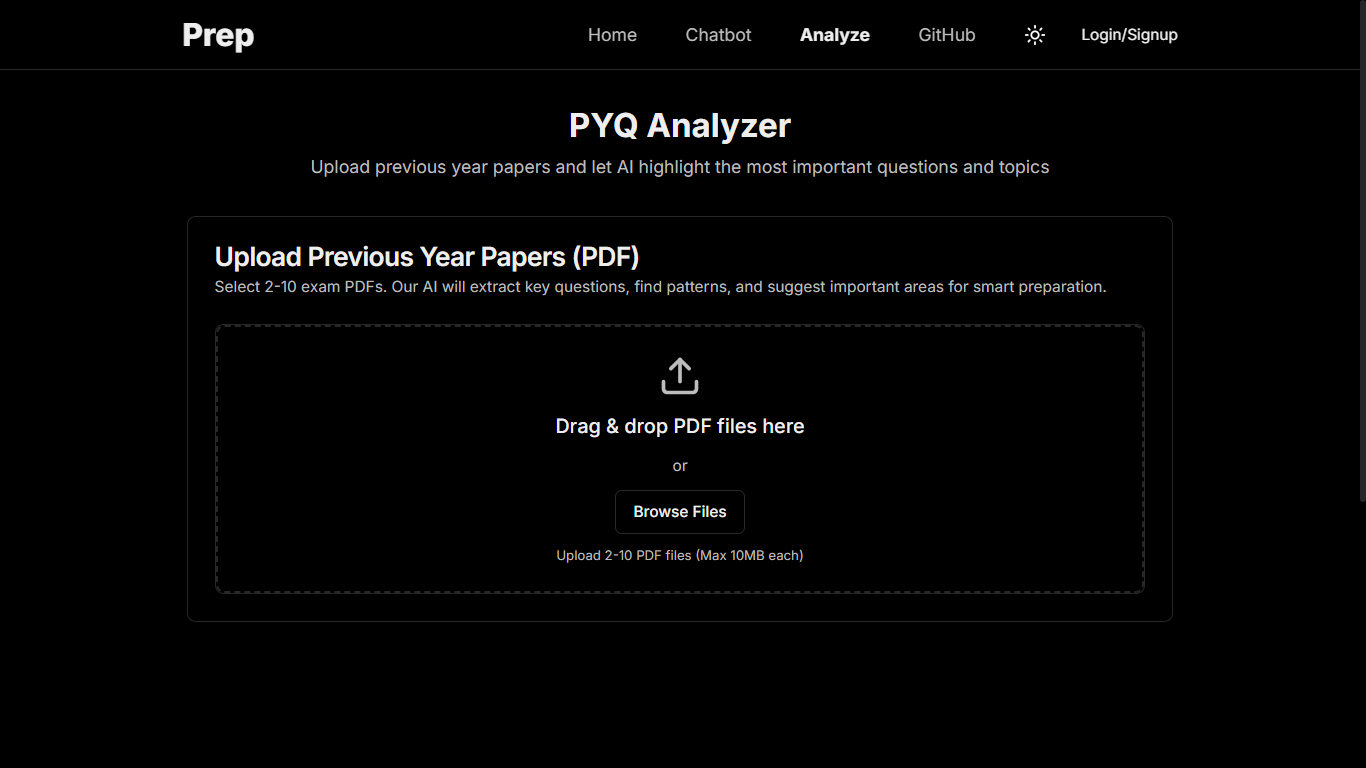 Prep
Home
Chatbot
Analyze
GitHub
Login/Signup
PYQ Analyzer
Upload previous year papers and let AI highlight the most important questions and topics
Upload Previous Year Papers (PDF)
Select 2-10 exam PDFs. Our AI will extract key questions, find patterns, and suggest important areas for smart preparation.
Drag & drop PDF files here
or
Browse Files
Upload 2-10 PDF files (Max 10MB each)